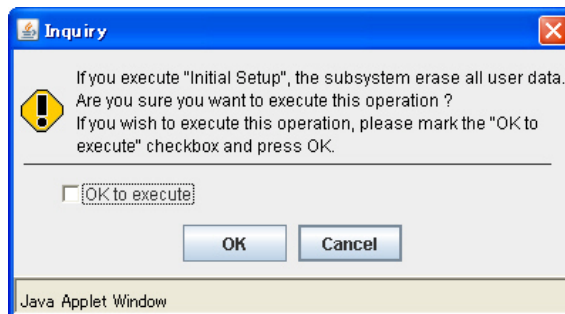 Inquiry
If you execute "Initial Setup", the subsystem erase all user data.
Are you sure you want to execute this operation ?
If you wish to execute this operation, please mark the "OK to
execute" checkbox and press OK.
OK to execute
OK Cancel
Java Applet Window